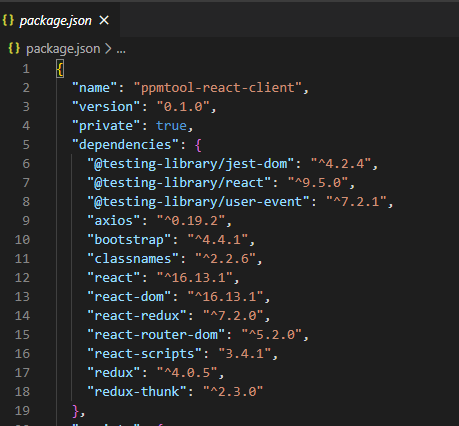 {} package.json ×
{} package.json > ...
1 {
2 "name": "ppmtool-react-client",
3 "version": "0.1.0",
4 "private": true,
5 "dependencies": {
6 "@testing-library/jest-dom": "^4.2.4",
7 "@testing-library/react": "^9.5.0",
8 "@testing-library/user-event": "^7.2.1",
9 "axios": "^0.19.2",
10 "bootstrap": "^4.4.1",
11 "classnames": "^2.2.6",
12 "react": "^16.13.1",
13 "react-dom": "^16.13.1",
14 "react-redux": "^7.2.0",
15 "react-router-dom": "^5.2.0",
16 "react-scripts": "3.4.1",
17 "redux": "^4.0.5",
18 "redux-thunk": "^2.3.0"
19 },